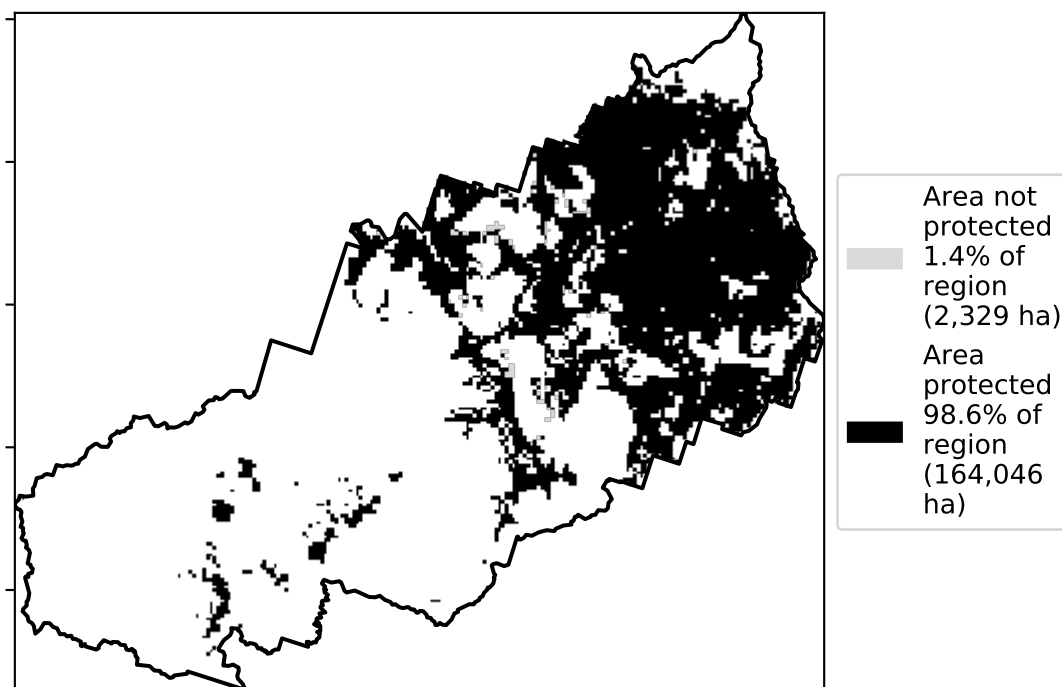 Area not
protected
1.4% of
region
(2,329 ha)
Area
protected
98.6% of
region
(164,046
ha)